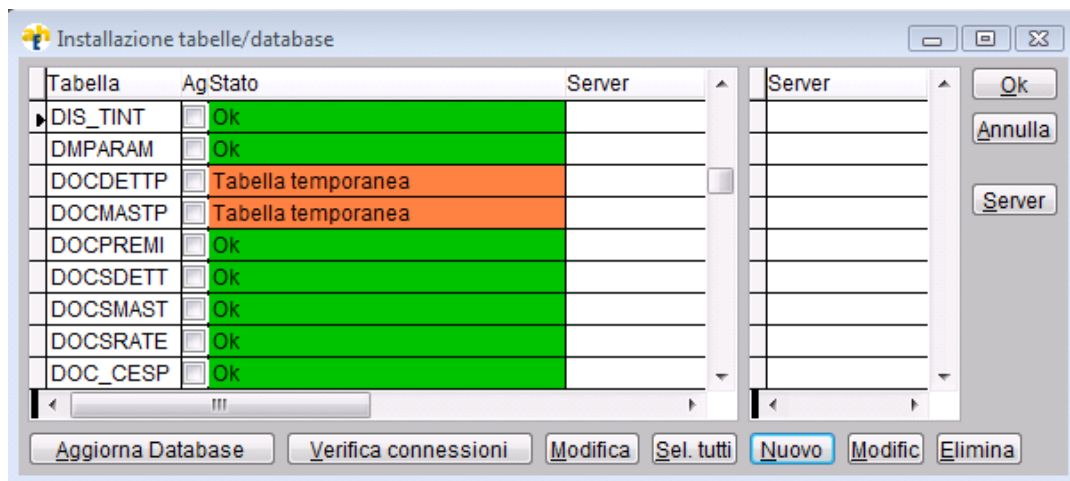 Installazione tabelle/database
Tabella AgStato Server Server Ok
DIS_TINT Ok
Annulla
DMPARAM Ok
DOCDETTP Tabella temporanea
Server
DOCMASTP Tabella temporanea
DOCPREMI Ok
DOCSDETT Ok
DOCSMAST Ok
DOCSRATE Ok
DOC_CESP Ok
Aggiorna Database Verifica connessioni Modifica Sel. tutti Nuovo Modific Elimina